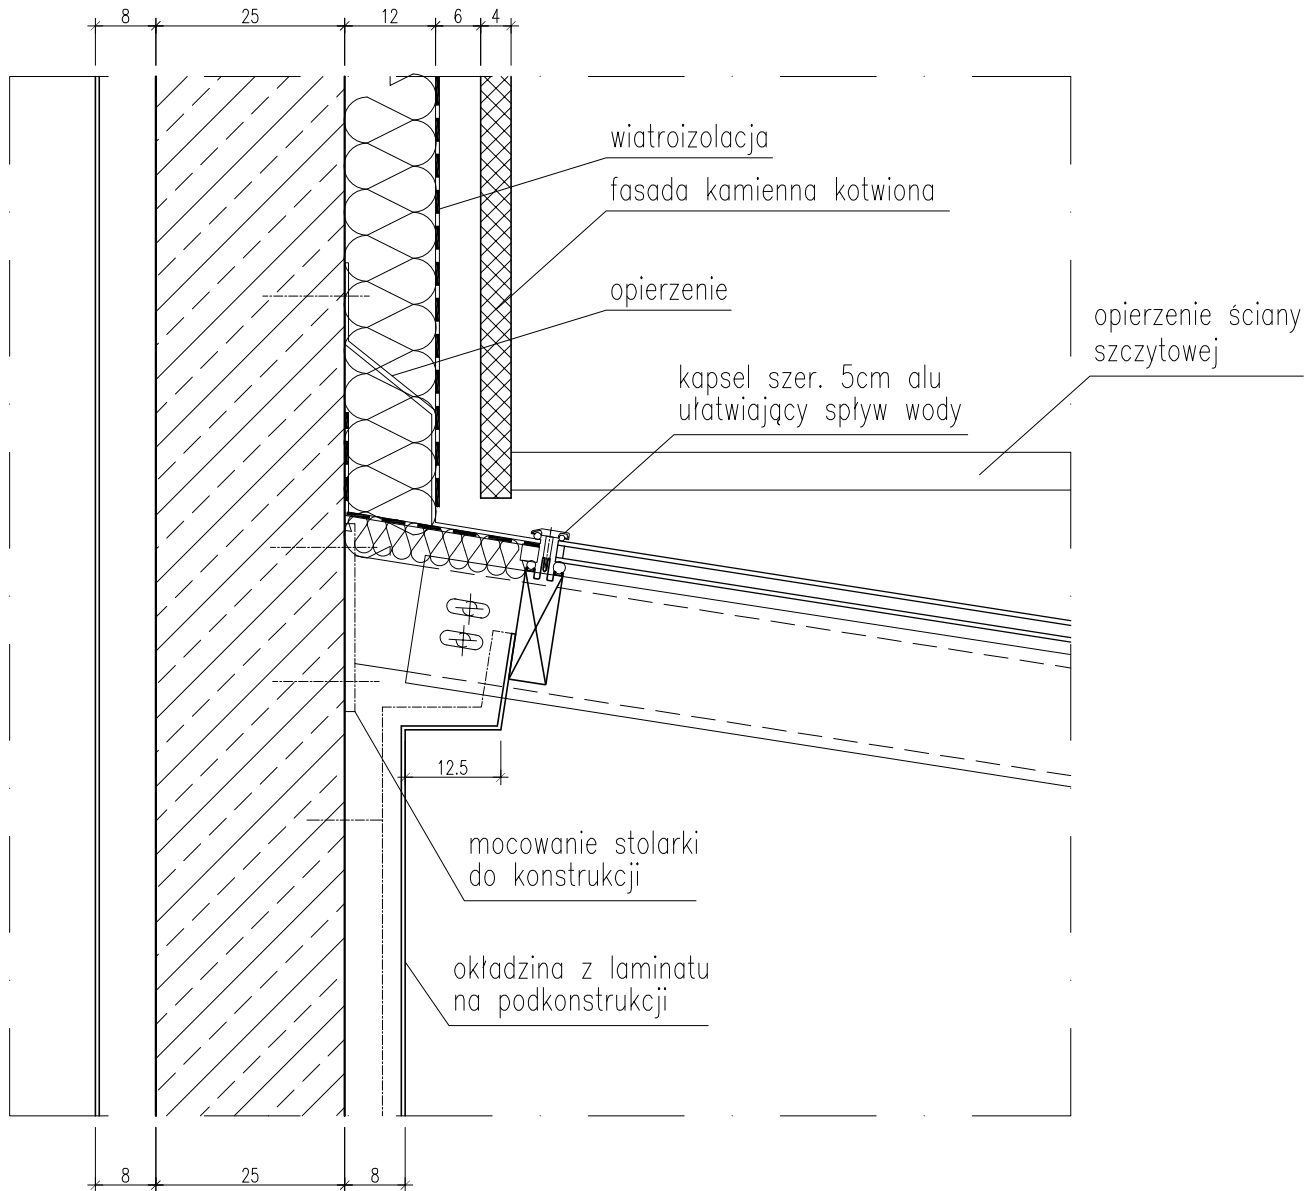 8 25 12 6 4
wiatroizolacja
fasada kamienna kotwiona
opierzenie
opierzenie ściany
szczytowej
kapsel szer. 5cm alu
ułatwiający spływ wody
12.5
mocowanie stolarki
do konstrukcji
okładzina z laminatu
na podkonstrukcji
8 25 8